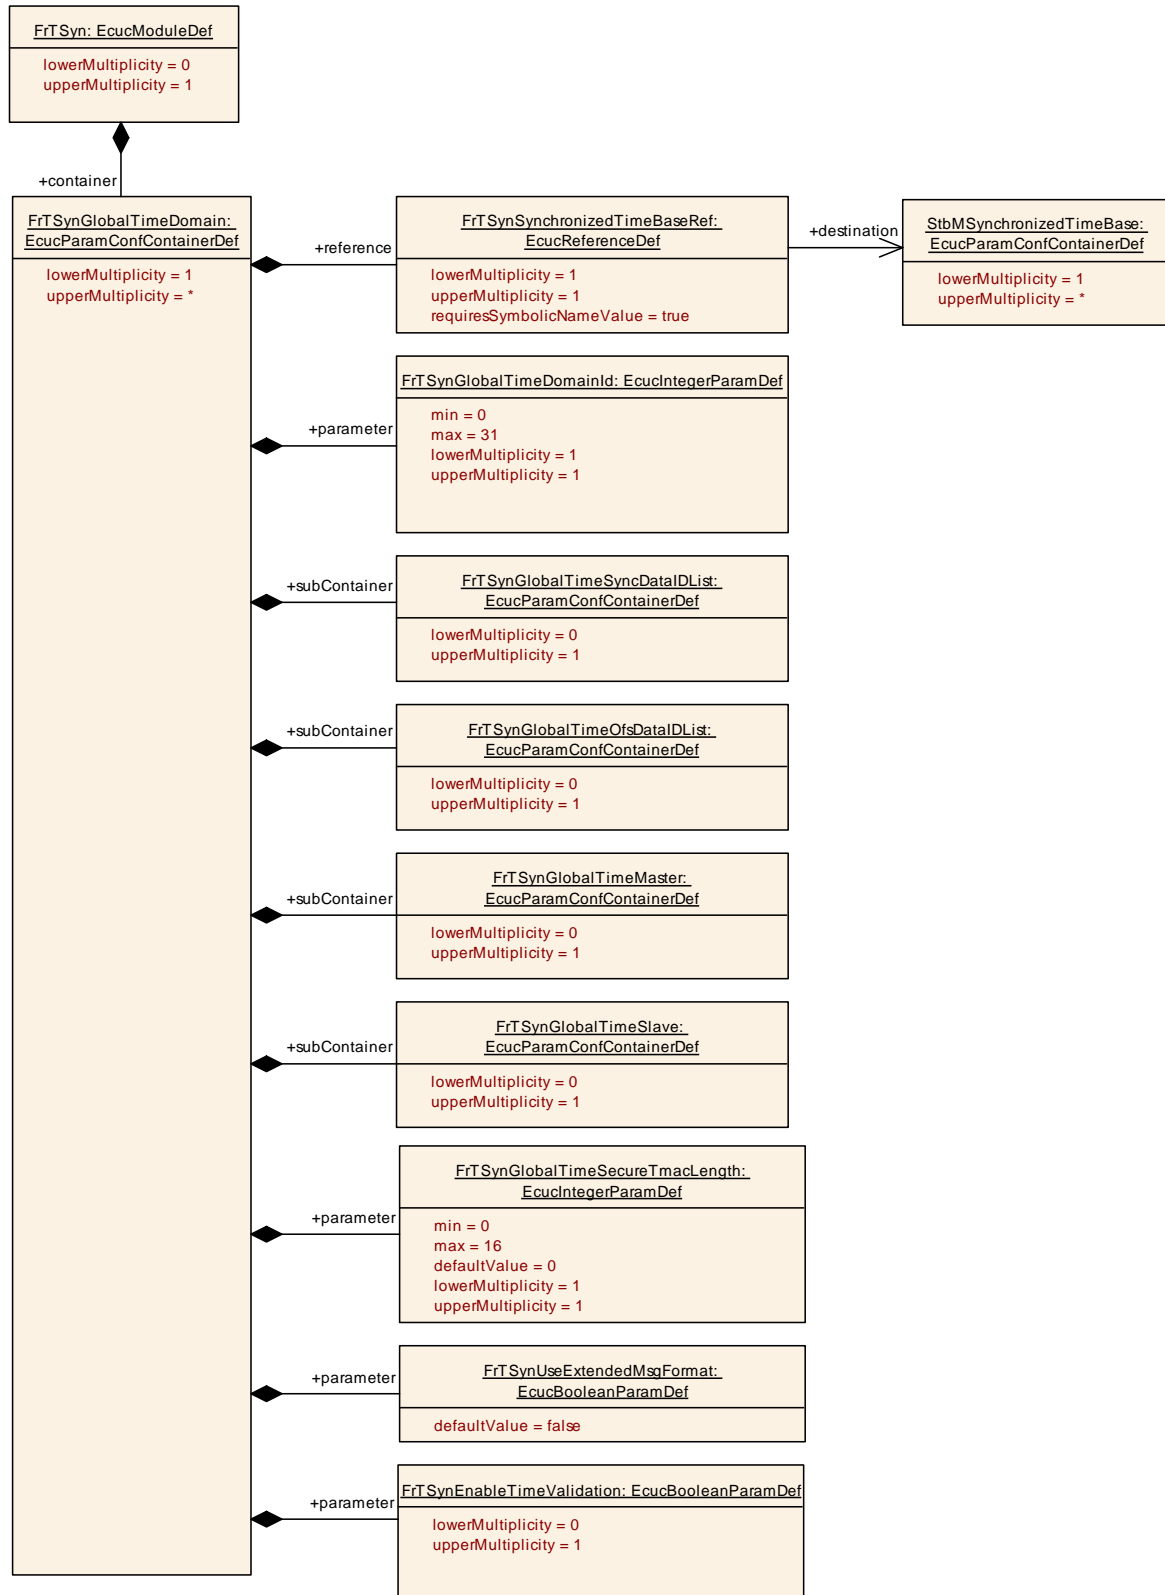 FrTSyn: EcucModuleDef
lowerMultiplicity = 0
upperMultiplicity = 1
+container
FrTSynGlobalTimeDomain:
EcucParamConfContainerDef
lowerMultiplicity = 1
upperMultiplicity = *
+reference
FrTSynSynchronizedTimeBaseRef:
EcucReferenceDef
lowerMultiplicity = 1
upperMultiplicity = 1
requiresSymbolicNameValue = true
+destination
StbMSynchronizedTimeBase:
EcucParamConfContainerDef
lowerMultiplicity = 1
upperMultiplicity = *
+parameter
FrTSynGlobalTimeDomainId: EcucIntegerParamDef
min = 0
max = 31
lowerMultiplicity = 1
upperMultiplicity = 1
+subContainer
FrTSynGlobalTimeSyncDataIDList:
EcucParamConfContainerDef
lowerMultiplicity = 0
upperMultiplicity = 1
+subContainer
FrTSynGlobalTimeOfsDataIDList:
EcucParamConfContainerDef
lowerMultiplicity = 0
upperMultiplicity = 1
+subContainer
FrTSynGlobalTimeMaster:
EcucParamConfContainerDef
lowerMultiplicity = 0
upperMultiplicity = 1
+subContainer
FrTSynGlobalTimeSlave:
EcucParamConfContainerDef
lowerMultiplicity = 0
upperMultiplicity = 1
+parameter
FrTSynGlobalTimeSecureTmacLength:
EcucIntegerParamDef
min = 0
max = 16
defaultValue = 0
lowerMultiplicity = 1
upperMultiplicity = 1
+parameter
FrTSynUseExtendedMsgFormat:
EcucBooleanParamDef
defaultValue = false
+parameter
FrTSynEnableTimeValidation: EcucBooleanParamDef
lowerMultiplicity = 0
upperMultiplicity = 1